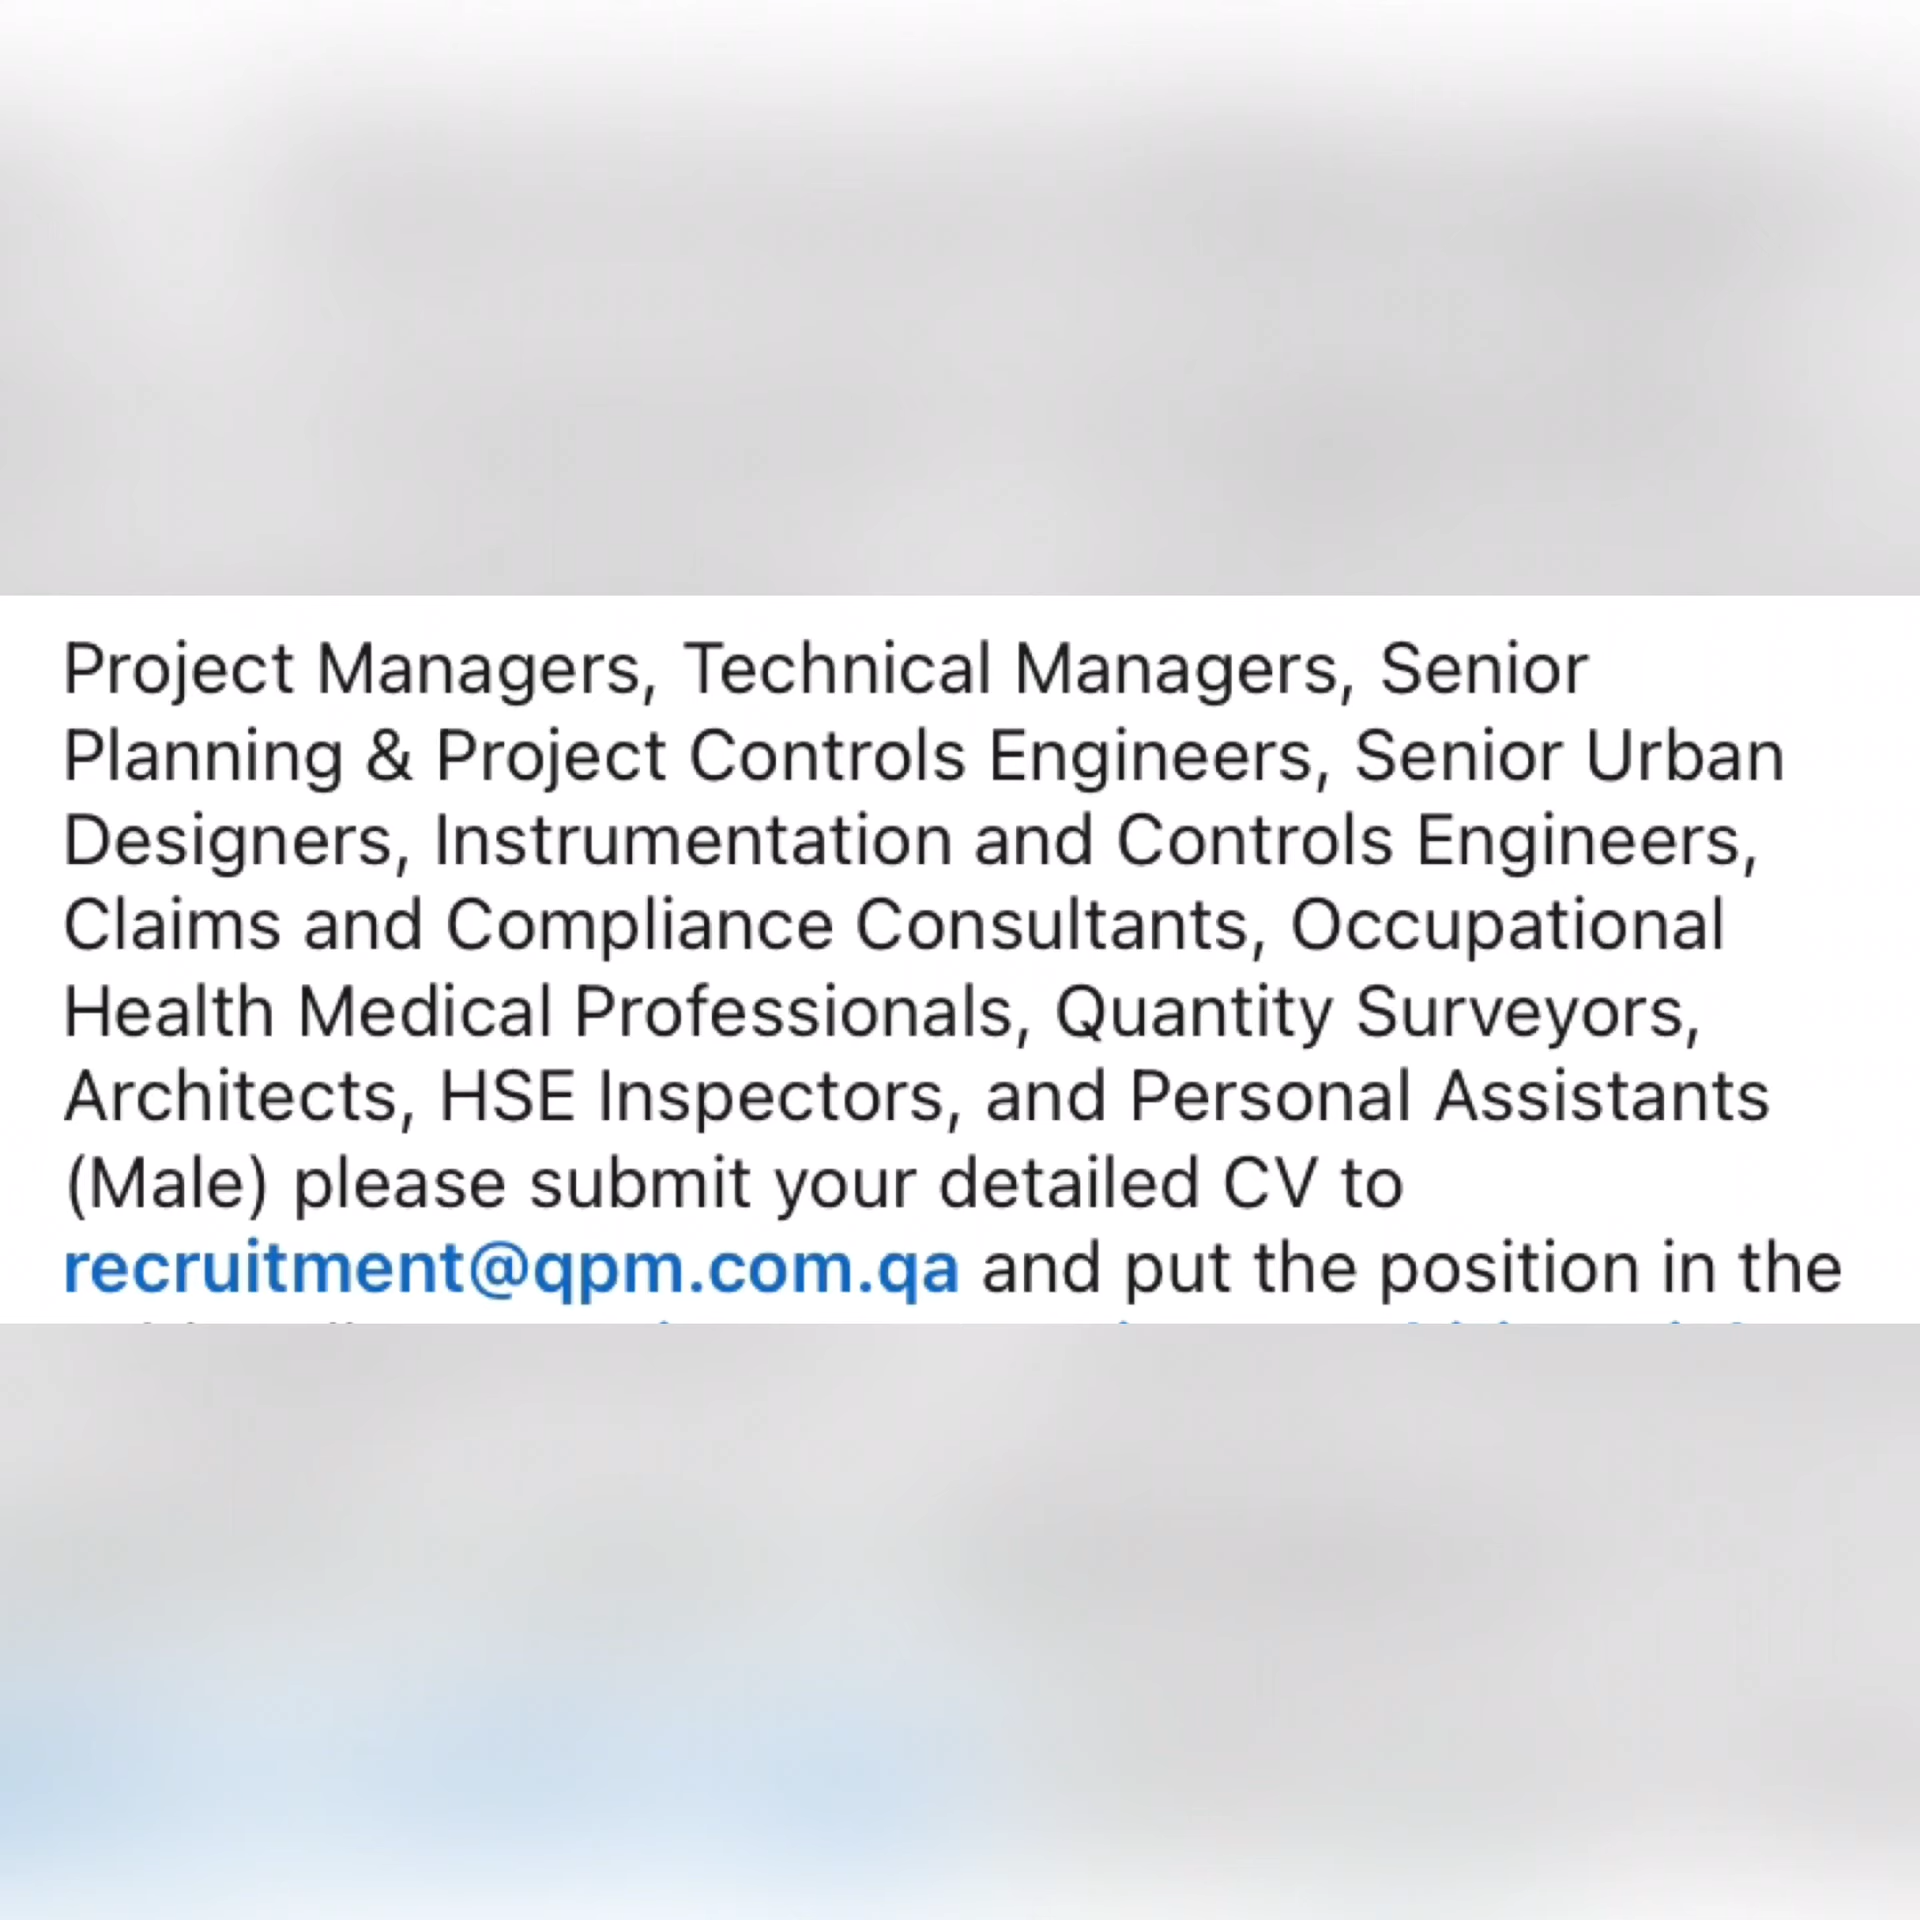 Project Managers, Technical Managers, Senior
Planning & Project Controls Engineers, Senior Urban
Designers, Instrumentation and Controls Engineers,
Claims and Compliance Consultants, Occupational
Health Medical Professionals, Quantity Surveyors,
Architects, HSE Inspectors, and Personal Assistants
(Male) please submit your detailed CV to
recruitment@qpm.com.qa and put the position in the